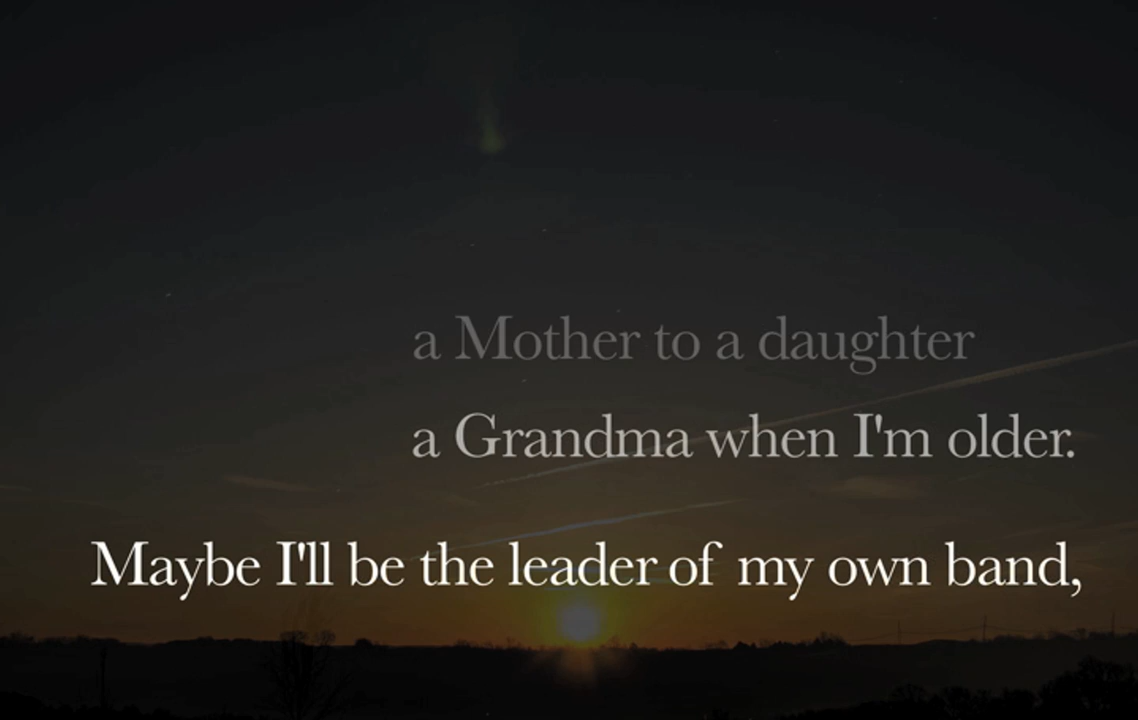 a Mother to a daughter
a Grandma when I'm older.
Maybe I'll be the leader of my own band,